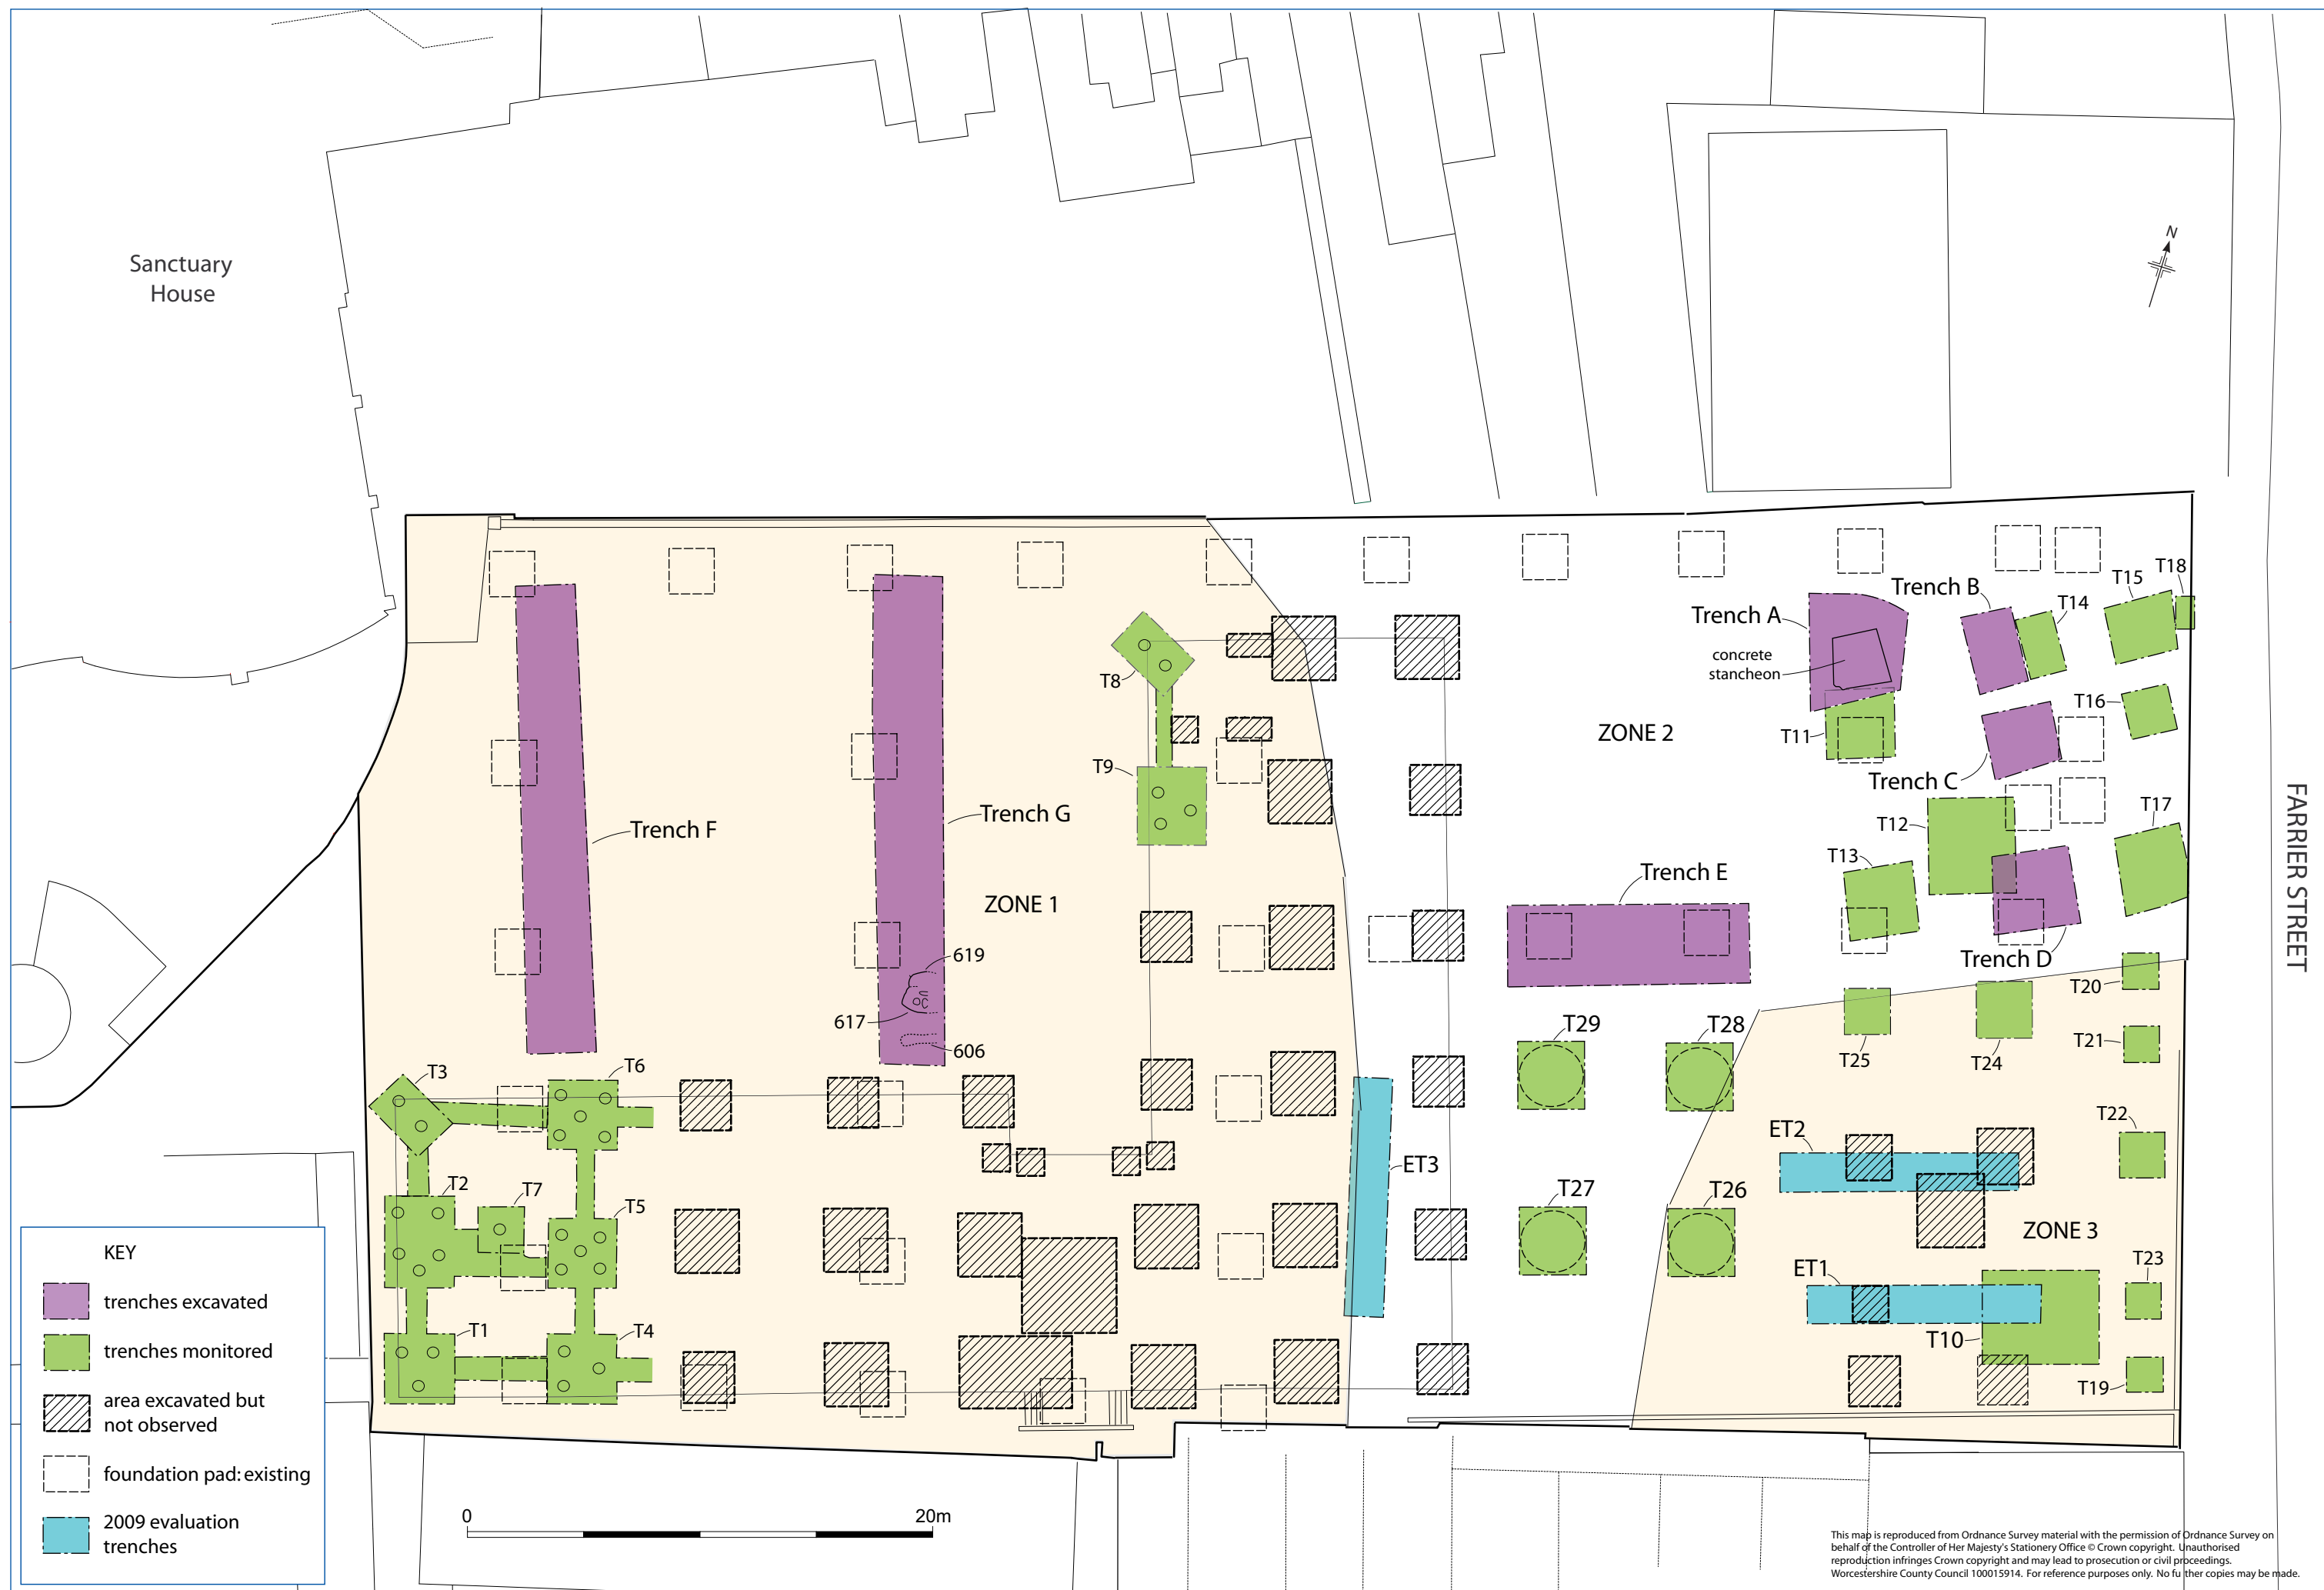 Sanctuary
House
N
T18
T15
Trench B
T14
Trench A
concrete
stancheon
T8
T16
ZONE 2
T11
T9
Trench C
Trench G
T17
Trench F
T12
T13
Trench E
ZONE 1
FARRIER STREET
619
Trench D
T20
617
T29
T28
606
T21
T25
T24
T6
T3
T22
ET2
ET3
T2
T7
T27
T26
T5
ZONE 3
T23
ET1
T1
T4
T10
T19
KEY
trenches excavated
trenches monitored
area excavated but
not observed
foundation pad: existing
2009 evaluation
trenches
0 20m
This map is reproduced from Ordnance Survey material with the permission of Ordnance Survey on
behalf of the Controller of Her Majesty's Stationery Office © Crown copyright. Unauthorised
reproduction infringes Crown copyright and may lead to prosecution or civil proceedings.
Worcestershire County Council 100015914. For reference purposes only. No fu ther copies may be made.